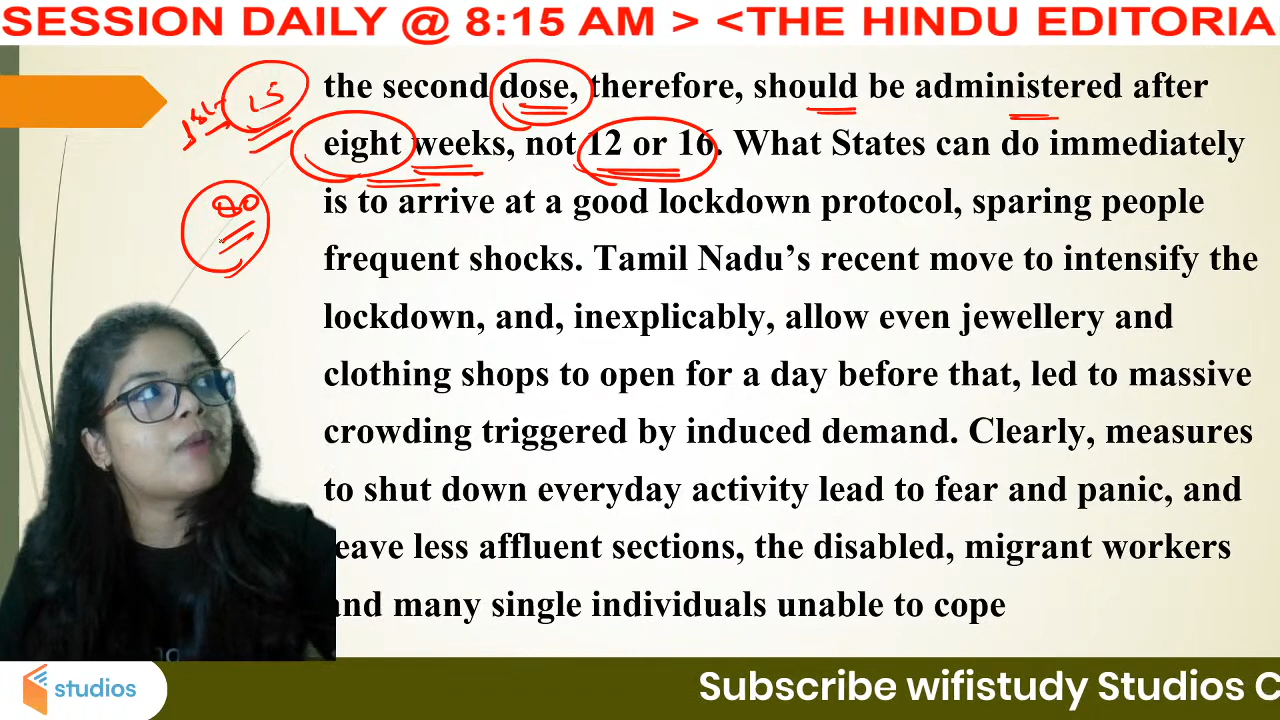 SESSION DAILY @ 8:15 AM > <THE HINDU EDITORIA
1st 15
80
the second dose, therefore, should be administered after
eight weeks, not 12 or 16. What States can do immediately
is to arrive at a good lockdown protocol, sparing people
frequent shocks. Tamil Nadu's recent move to intensify the
lockdown, and, inexplicably, allow even jewellery and
clothing shops to open for a day before that, led to massive
crowding triggered by induced demand. Clearly, measures
to shut down everyday activity lead to fear and panic, and
eave less affluent sections, the disabled, migrant workers
and many single individuals unable to cope
studios
Subscribe wifistudy Studios C